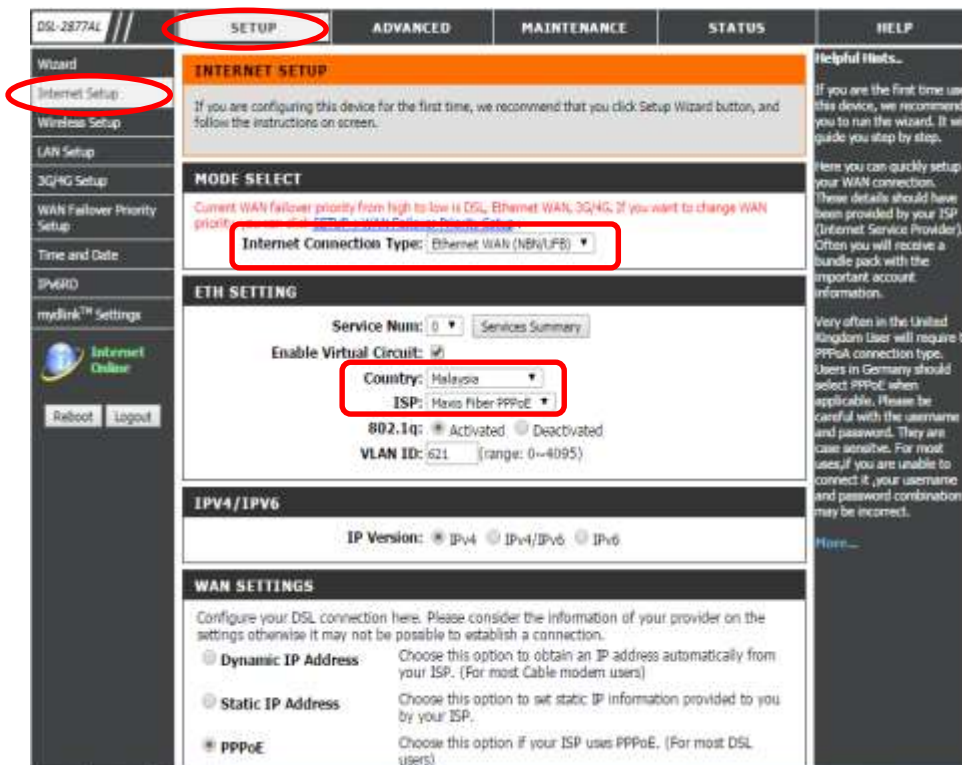 DSL-2877AL
SETUP
ADVANCED
MAINTENANCE
STATUS
HELP
Wizard
Internet Setup
Wireless Setup
LAN Setup
3G/4G Setup
WAN Failover Priority
Setup
Time and Date
IPV6RD
mydlink™ Settings
Internet
Online
Reboot
Logout
INTERNET SETUP
If you are configuring this device for the first time, we recommend that you click Setup Wizard button, and
follow the instructions on screen.
MODE SELECT
Current WAN failover priority from high to low is DSL, Ethernet WAN, 3G/4G. If you want to change WAN
priority, you can click SETUP > WAN Failover Priority Setup.
Internet Connection Type: Ethernet WAN (NBN/UFB)
ETH SETTING
Service Num: 0 Services Summary
Enable Virtual Circuit:
Country: Malaysia
ISP: Maxis Fiber PPPoE
802.1q: Activated Deactivated
VLAN ID: 621 (range: 0~4095)
IPV4/IPV6
IP Version: IPv4 IPv4/IPv6 IPv6
WAN SETTINGS
Configure your DSL connection here. Please consider the information of your provider on the
settings otherwise it may not be possible to establish a connection.
Dynamic IP Address Choose this option to obtain an IP address automatically from
your ISP. (For most Cable modem users)
Static IP Address Choose this option to set static IP information provided to you
by your ISP.
PPPoE Choose this option if your ISP uses PPPoE. (For most DSL
users)
Helpful Hints..
If you are the first time use
this device, we recommend
you to run the wizard. It wi
guide you step by step.
Here you can quickly setup
your WAN connection.
These details should have
been provided by your ISP
(Internet Service Provider).
Often you will receive a
bundle pack with the
important account
information.
Very often in the United
Kingdom User will require t
PPPoA connection type.
Users in Germany should
select PPPoE when
applicable. Please be
careful with the username
and password. They are
case sensitve. For most
uses,if you are unable to
connect it ,your username
and password combination
may be incorrect.
More...